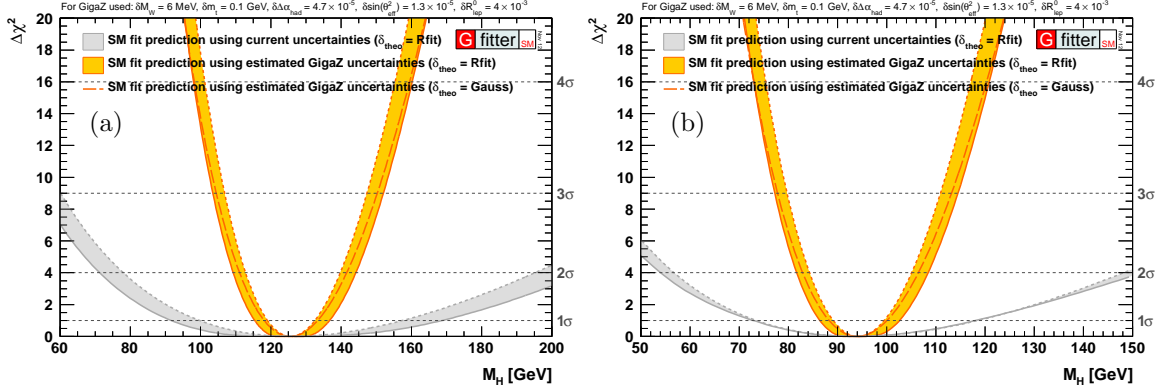 For GigaZ used: δM_W = 6 MeV, δm_t = 0.1 GeV, δΔα_had = 4.7×10⁻⁵, δsin(θ²_eff) = 1.3×10⁻⁵, δR⁰_lep = 4×10⁻³
Δχ²
20
18
16
14
12
10
8
6
4
2
0
SM fit prediction using current uncertainties (δ_theo = Rfit)
SM fit prediction using estimated GigaZ uncertainties (δ_theo = Rfit)
SM fit prediction using estimated GigaZ uncertainties (δ_theo = Gauss)
G fitter SM
(a)
4σ
3σ
2σ
1σ
60 80 100 120 140 160 180 200
M_H [GeV]
For GigaZ used: δM_W = 6 MeV, δm_t = 0.1 GeV, δΔα_had = 4.7×10⁻⁵, δsin(θ²_eff) = 1.3×10⁻⁵, δR⁰_lep = 4×10⁻³
Δχ²
20
18
16
14
12
10
8
6
4
2
0
SM fit prediction using current uncertainties (δ_theo = Rfit)
SM fit prediction using estimated GigaZ uncertainties (δ_theo = Rfit)
SM fit prediction using estimated GigaZ uncertainties (δ_theo = Gauss)
G fitter SM
(b)
4σ
3σ
2σ
1σ
50 60 70 80 90 100 110 120 130 140 150
M_H [GeV]